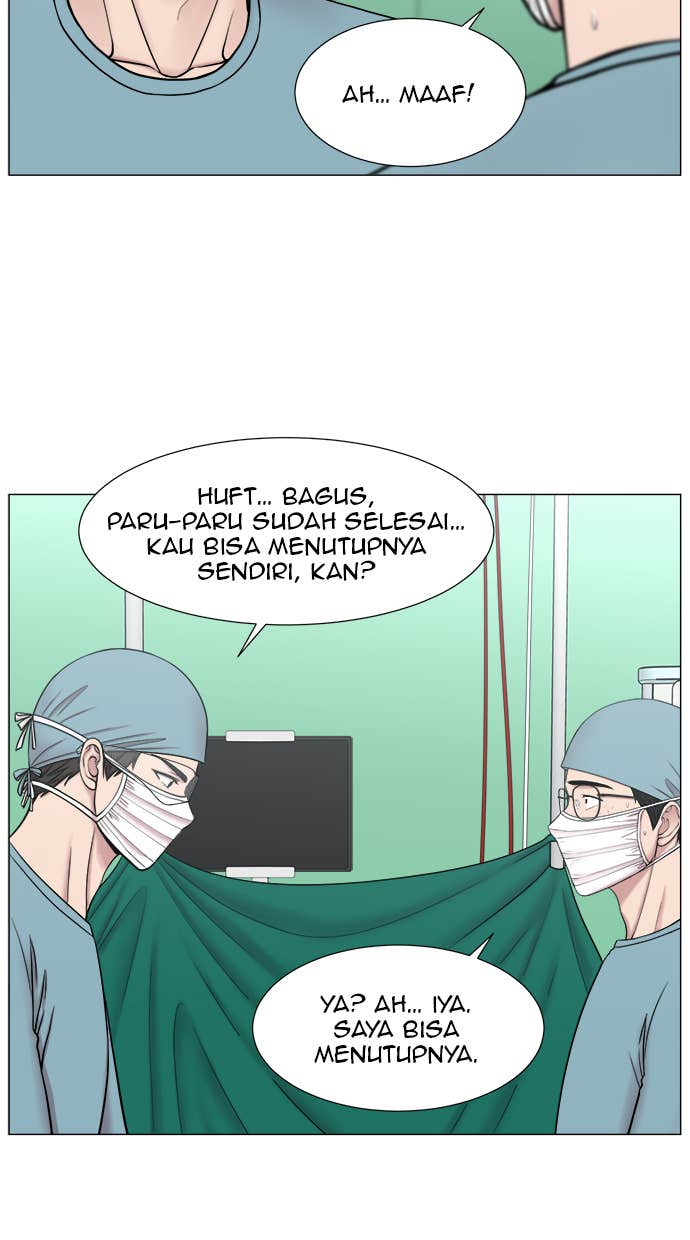 AH... MAAF!
HUFT... BAGUS,
PARU-PARU SUDAH SELESAI...
KAU BISA MENUTUPNYA
SENDIRI, KAN?
YA? AH... IYA.
SAYA BISA
MENUTUPNYA.